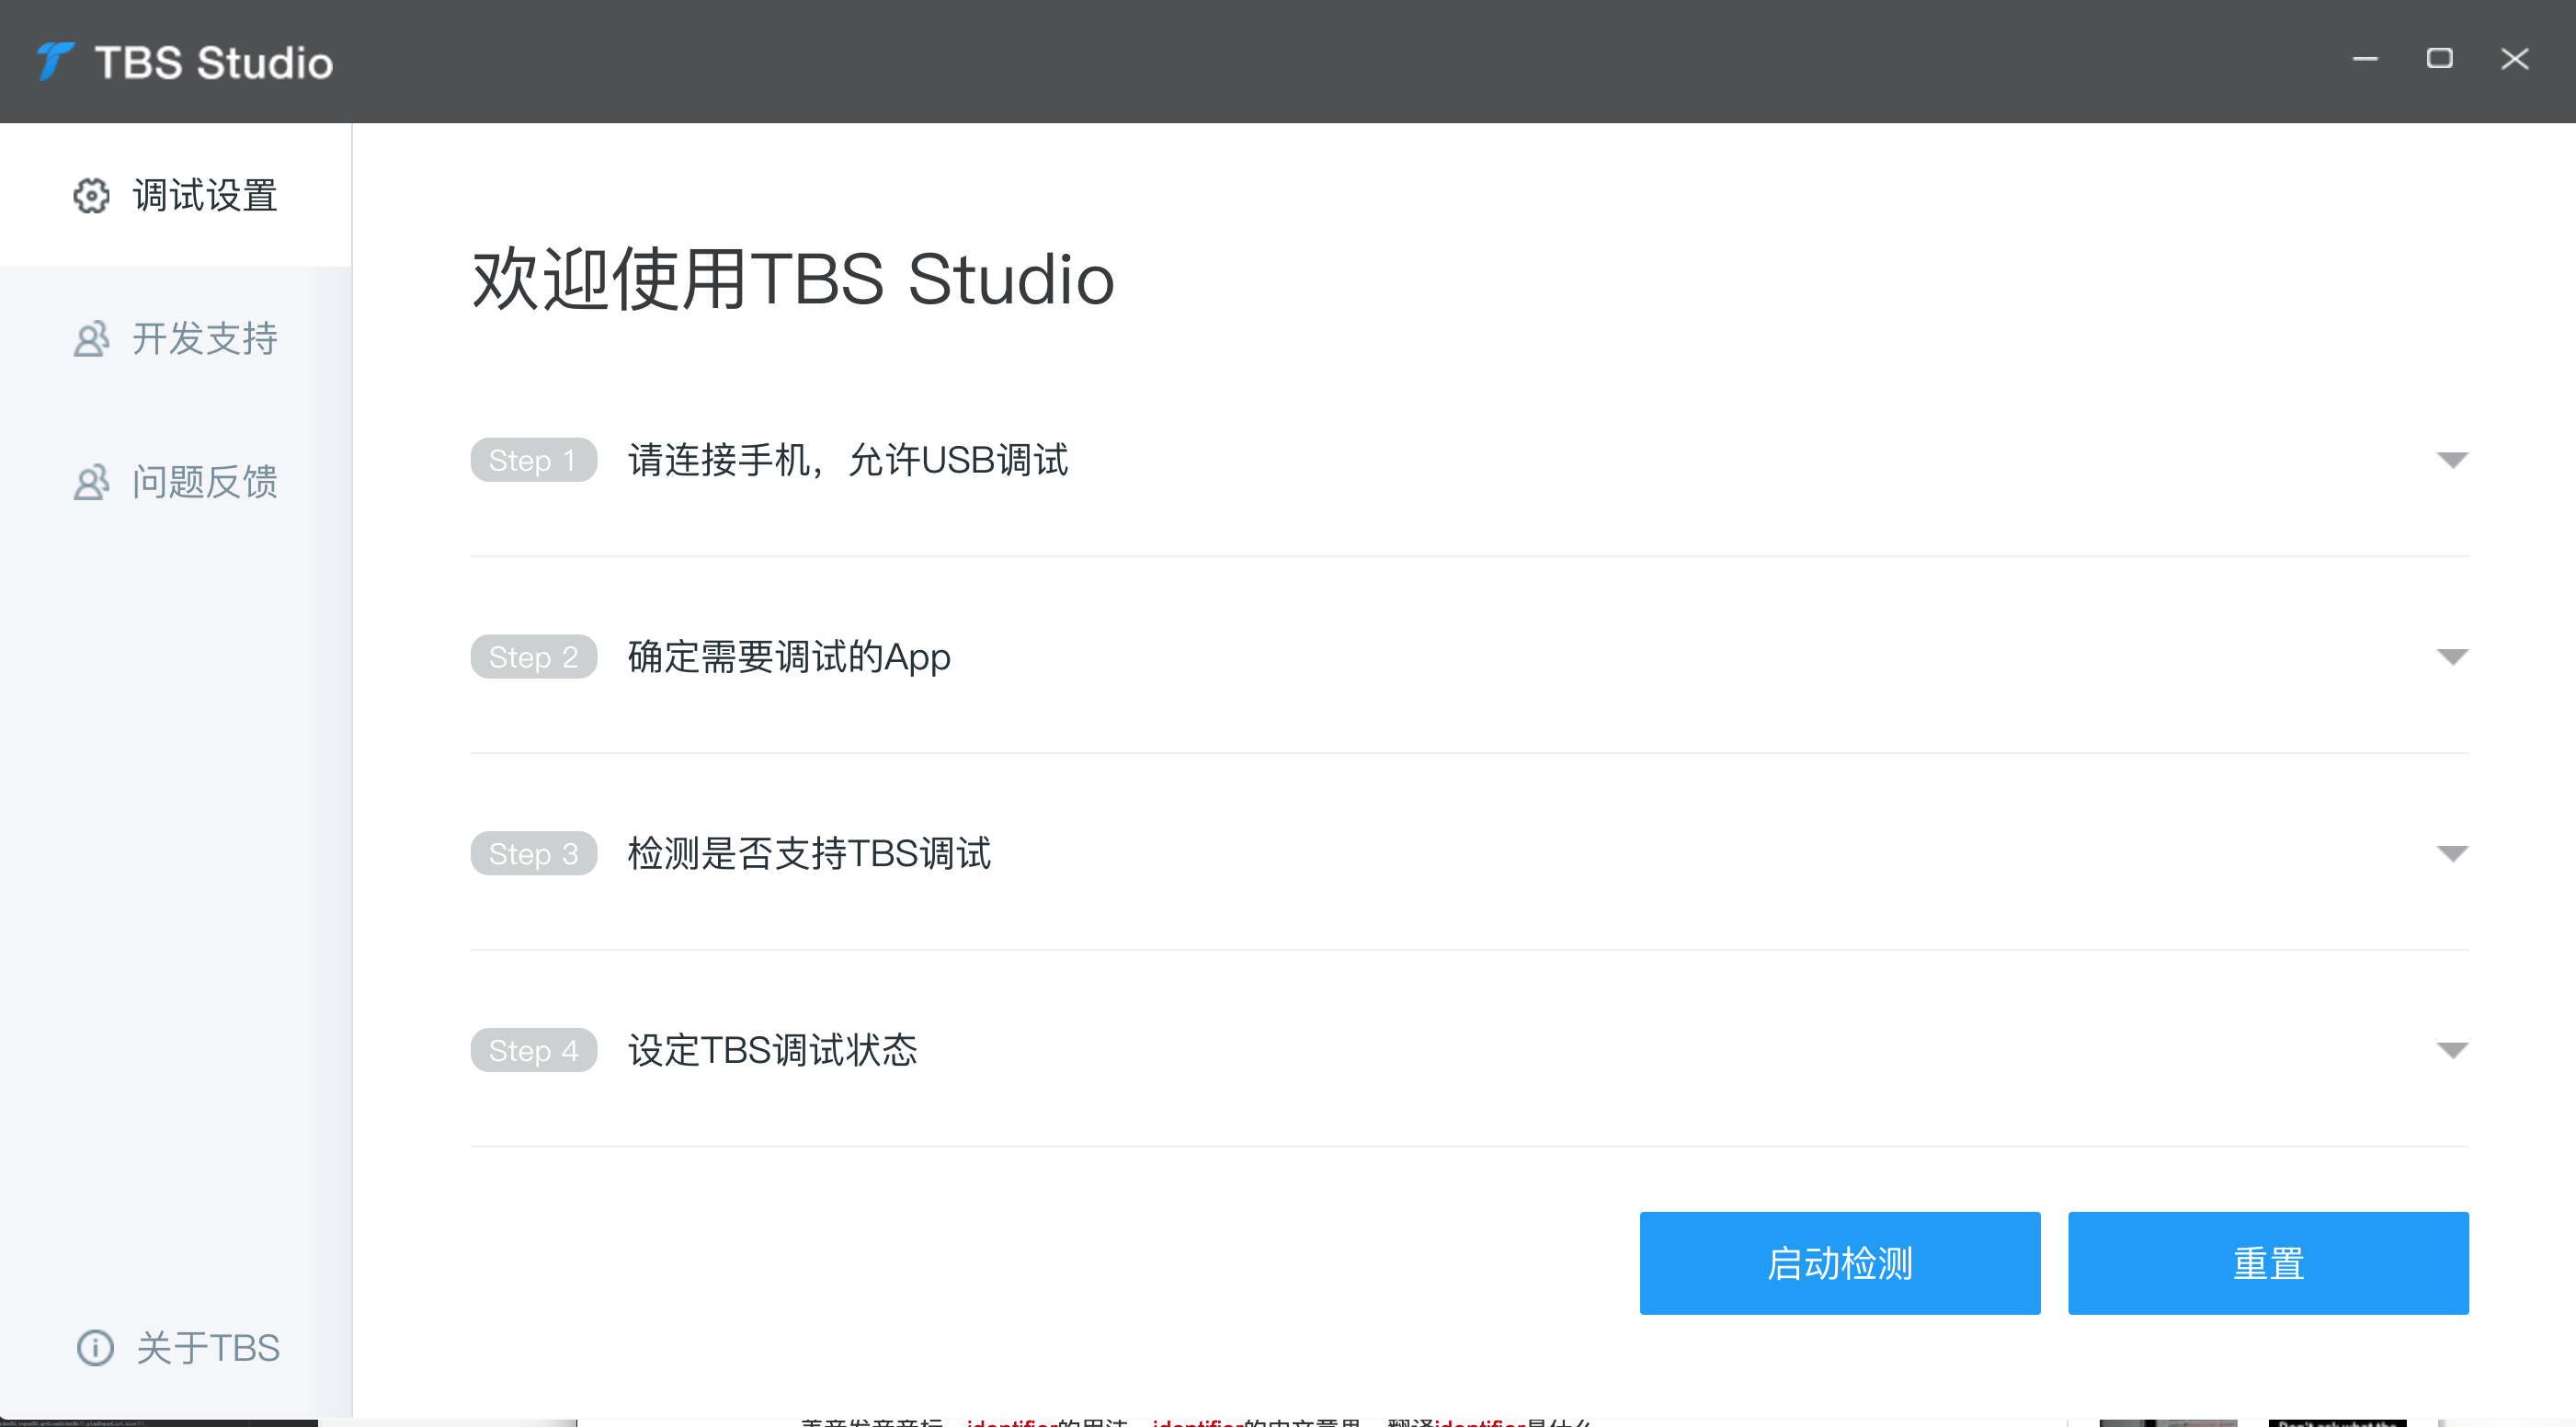 TBS Studio
调试设置
开发支持
问题反馈
关于TBS
欢迎使用TBS Studio
Step 1 请连接手机，允许USB调试
Step 2 确定需要调试的App
Step 3 检测是否支持TBS调试
Step 4 设定TBS调试状态
启动检测
重置